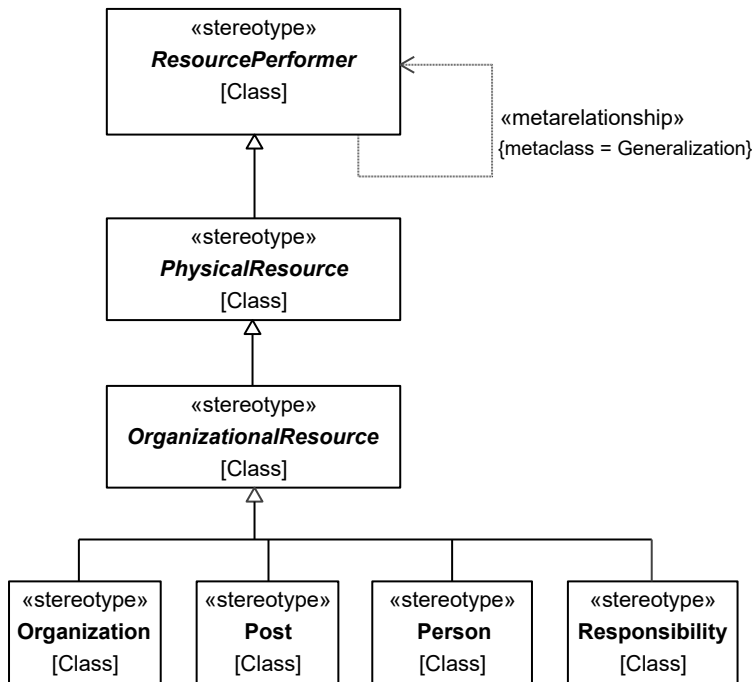 «stereotype»
ResourcePerformer
[Class]
«metarelationship»
{metaclass = Generalization}
«stereotype»
PhysicalResource
[Class]
«stereotype»
OrganizationalResource
[Class]
«stereotype»
Organization
[Class]
«stereotype»
Post
[Class]
«stereotype»
Person
[Class]
«stereotype»
Responsibility
[Class]